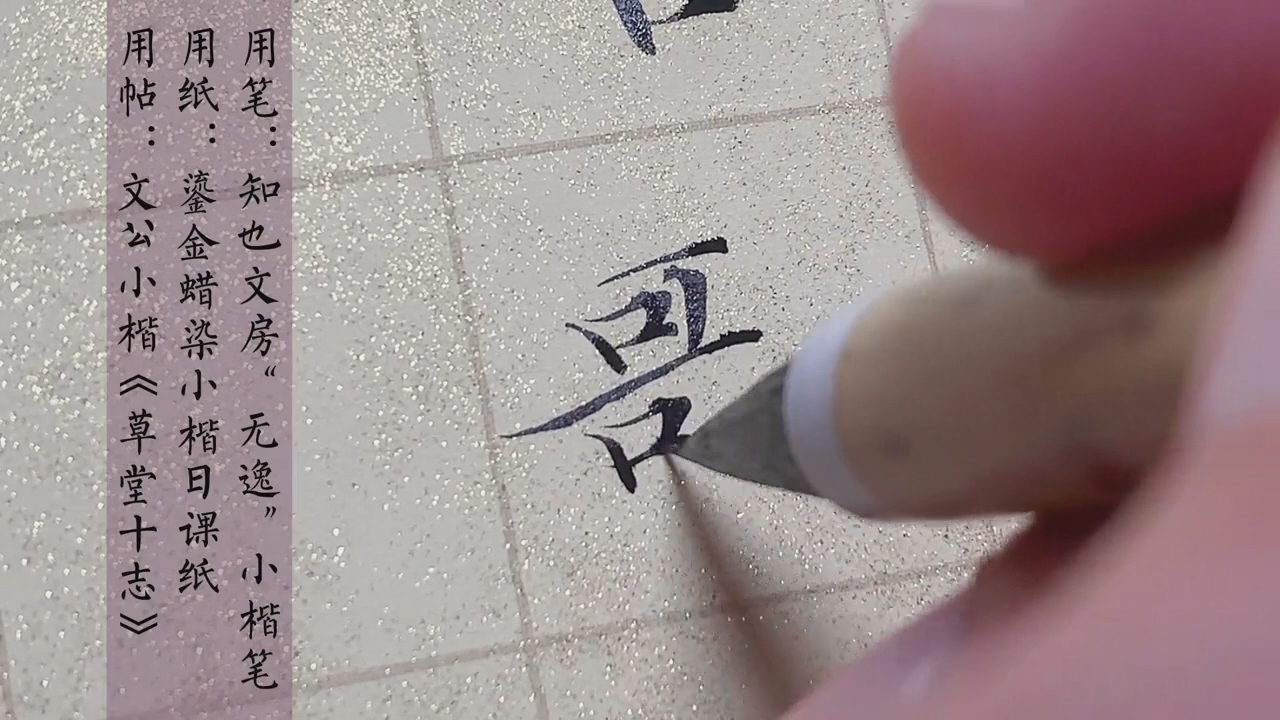 用笔：知也文房“无逸”小楷笔
用纸：鎏金蜡染小楷日课纸
用帖：文公小楷《草堂十志》